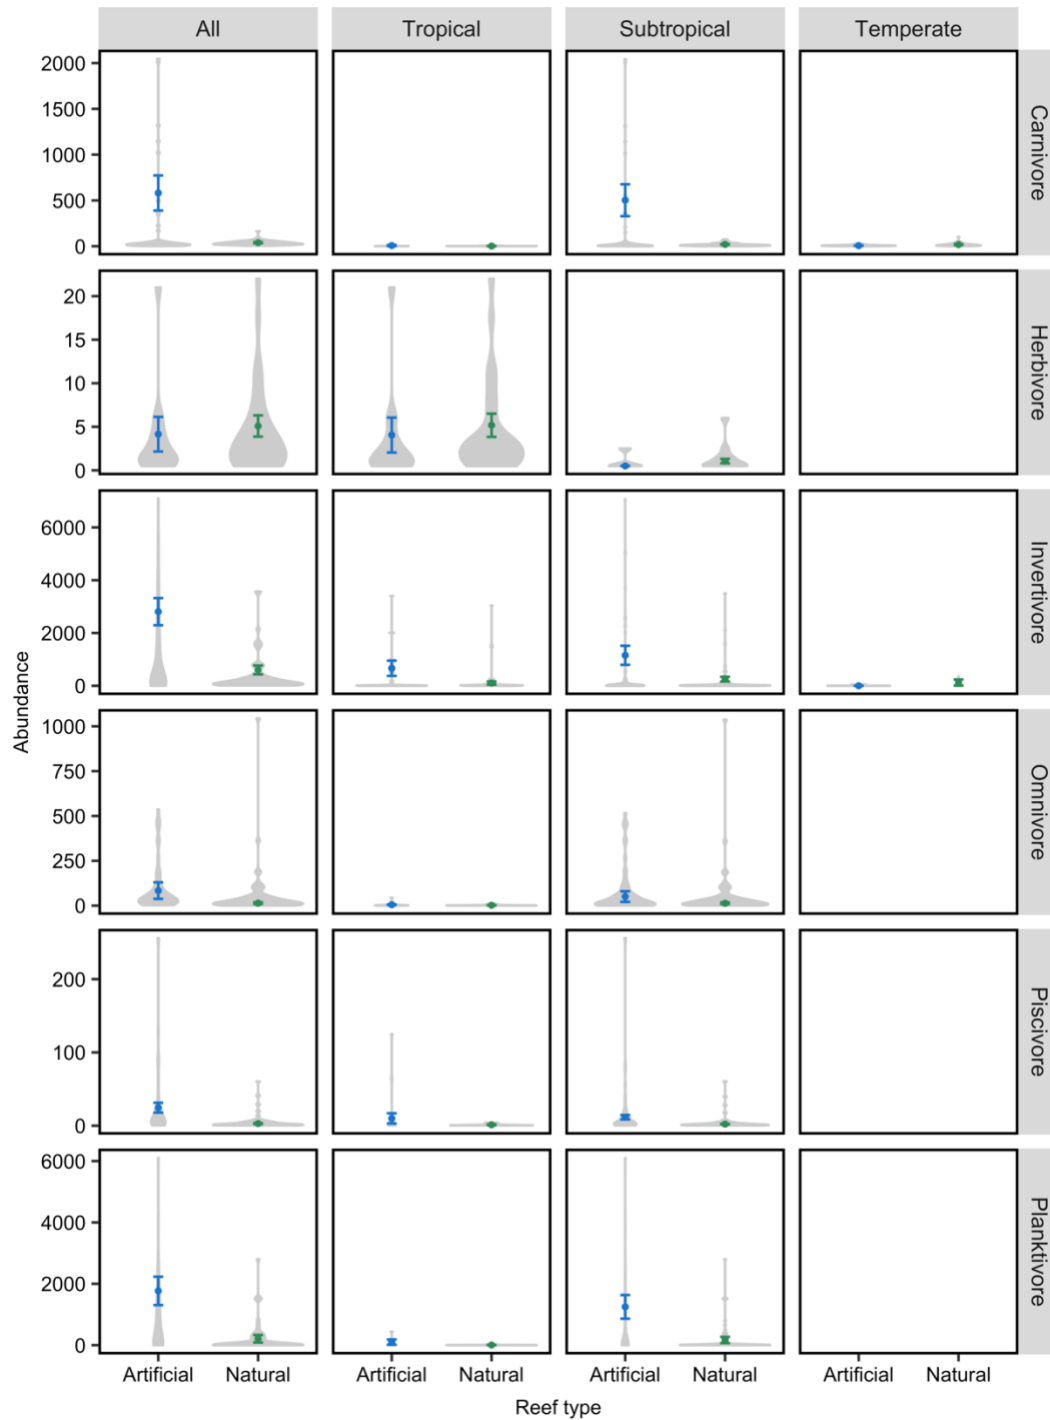 All Tropical Subtropical Temperate
2000
1500
1000
500
0
Carnivore
20
15
10
5
0
Herbivore
6000
4000
2000
0
Invertivore
Abundance
1000
750
500
250
0
Omnivore
200
100
0
Piscivore
6000
4000
2000
0
Planktivore
Artificial Natural Artificial Natural Artificial Natural Artificial Natural
Reef type